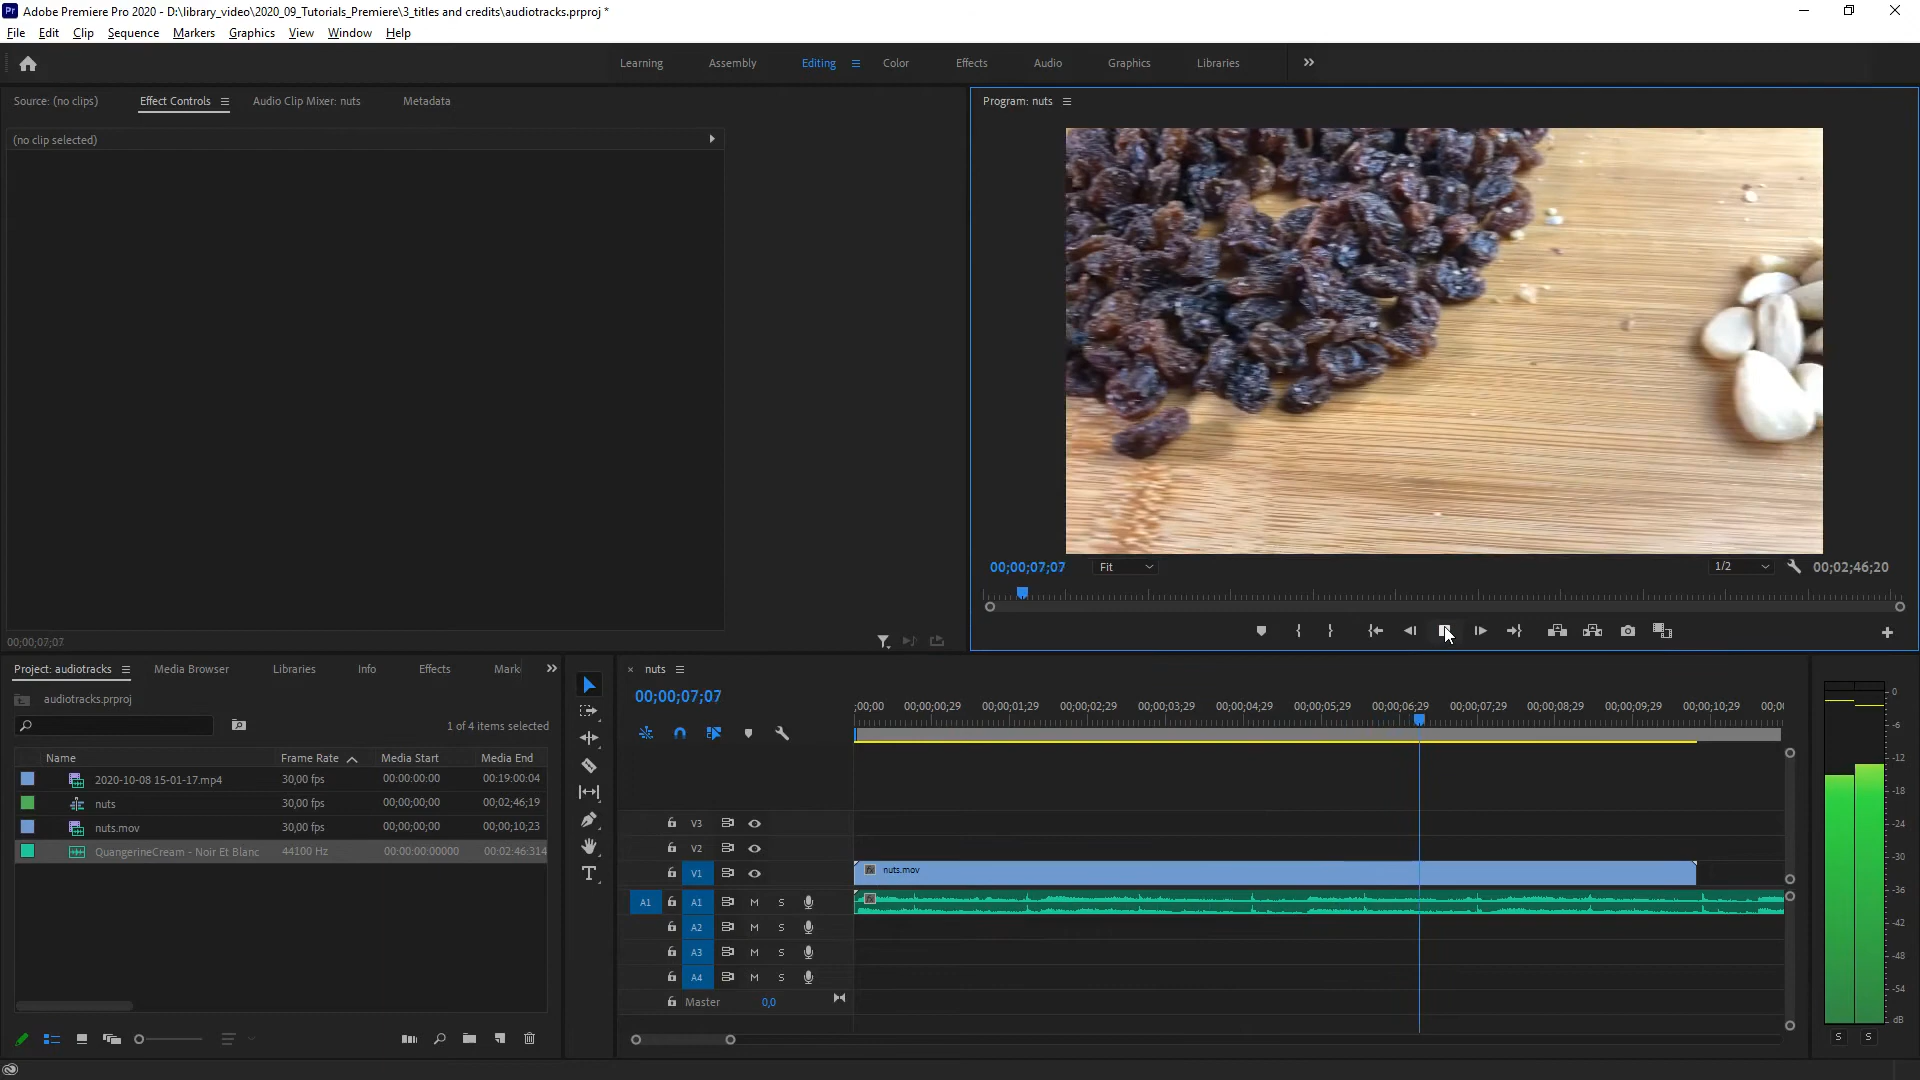 Pr Adobe Premiere Pro 2020 - D:\library_video\2020_09_Tutorials_Premiere\3_titles and credits\audiotracks.prproj *
File Edit Clip Sequence Markers Graphics View Window Help
Learning Assembly Editing Color Effects Audio Graphics Libraries
Source: (no clips) Effect Controls Audio Clip Mixer: nuts Metadata
Program: nuts
(no clip selected)
00;00;07;07 Fit 1/2 00;02;46;20
00;00;07;07
Project: audiotracks Media Browser Libraries Info Effects Mark
nuts
audiotracks.prproj
00;00;07;07
1 of 4 items selected
;00;00 00;00;00;29 00;00;01;29 00;00;02;29 00;00;03;29 00;00;04;29 00;00;05;29 00;00;06;29 00;00;07;29 00;00;08;29 00;00;09;29 00;00;10;29 00;00
Name Frame Rate Media Start Media End
2020-10-08 15-01-17.mp4 30,00 fps 00:00:00:00 00:19:00:04
nuts 30,00 fps 00;00;00;00 00;02;46;19
nuts.mov 30,00 fps 00;00;00;00 00;00;10;23
QuangerineCream - Noir Et Blanc 44100 Hz 00:00:00:00000 00:02:46:314
V3
V2
V1 nuts.mov
A1 A1 M S
A2 M S
A3 M S
A4 M S
Master 0,0
0
-6
-12
-18
-24
-30
-36
-42
-48
-54
dB
S S